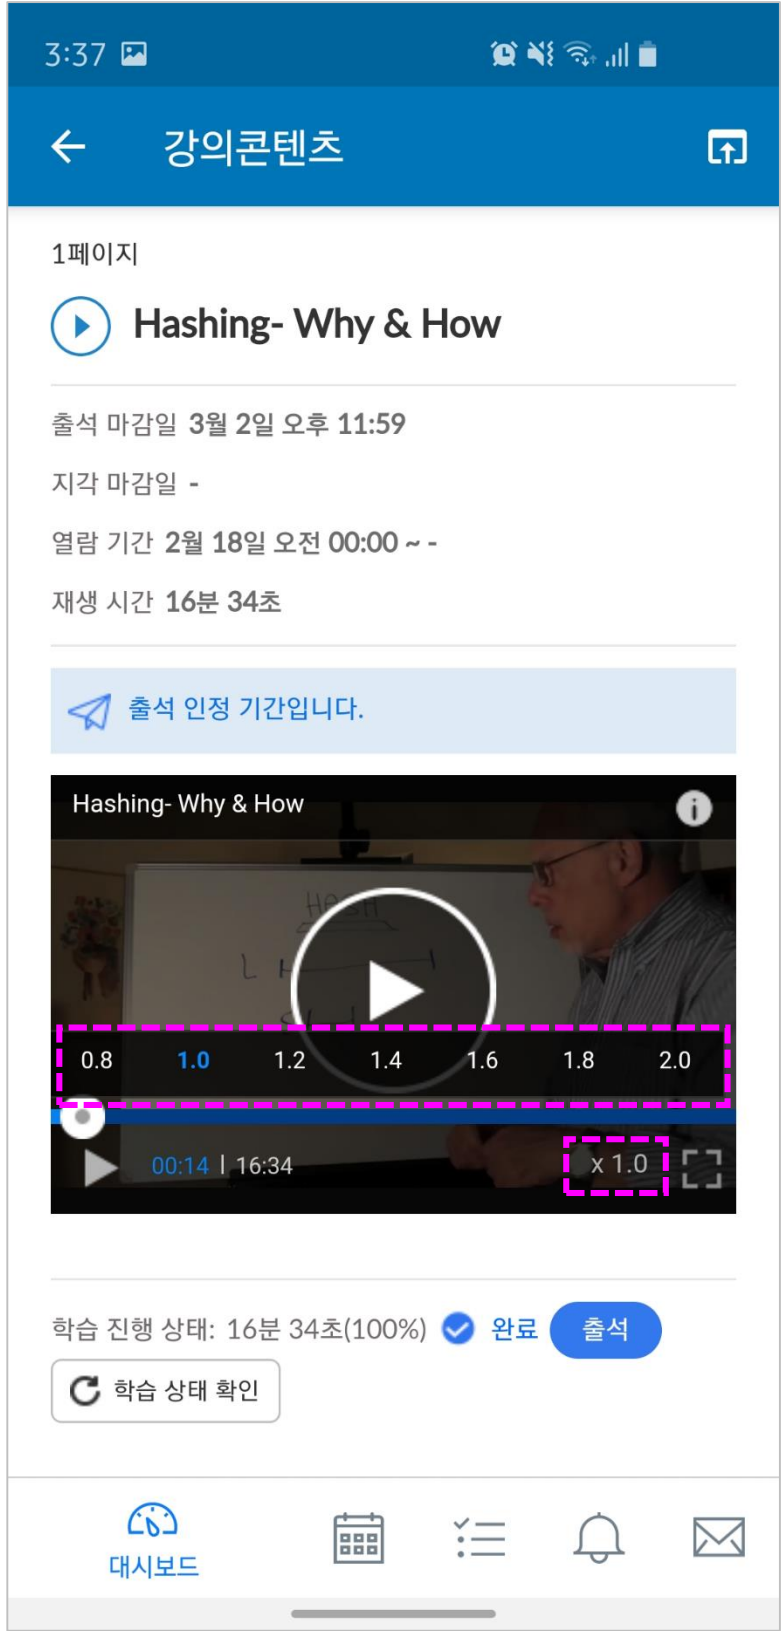 3:37
강의콘텐츠
1페이지
Hashing- Why & How
출석 마감일 3월 2일 오후 11:59
지각 마감일 -
열람 기간 2월 18일 오전 00:00 ~ -
재생 시간 16분 34초
출석 인정 기간입니다.
Hashing- Why & How
HASH
L
0.8 1.0 1.2 1.4 1.6 1.8 2.0
00:14 | 16:34 x 1.0
학습 진행 상태: 16분 34초(100%) 완료 출석
학습 상태 확인
대시보드